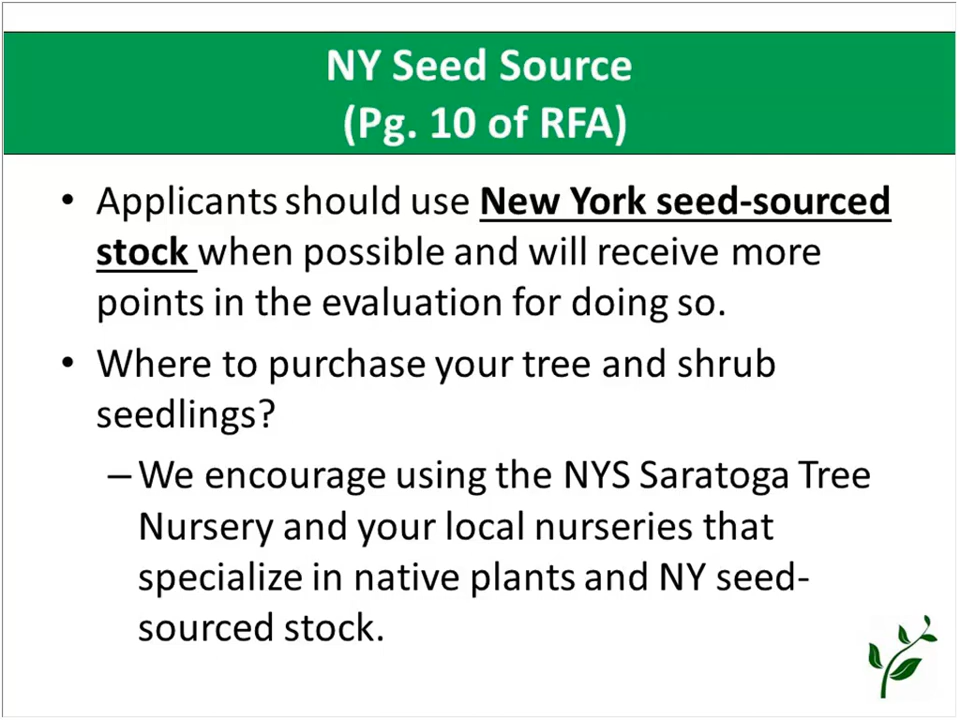 NY Seed Source
(Pg. 10 of RFA)
• Applicants should use New York seed-sourced
stock when possible and will receive more
points in the evaluation for doing so.
• Where to purchase your tree and shrub
seedlings?
–We encourage using the NYS Saratoga Tree
Nursery and your local nurseries that
specialize in native plants and NY seed-
sourced stock.